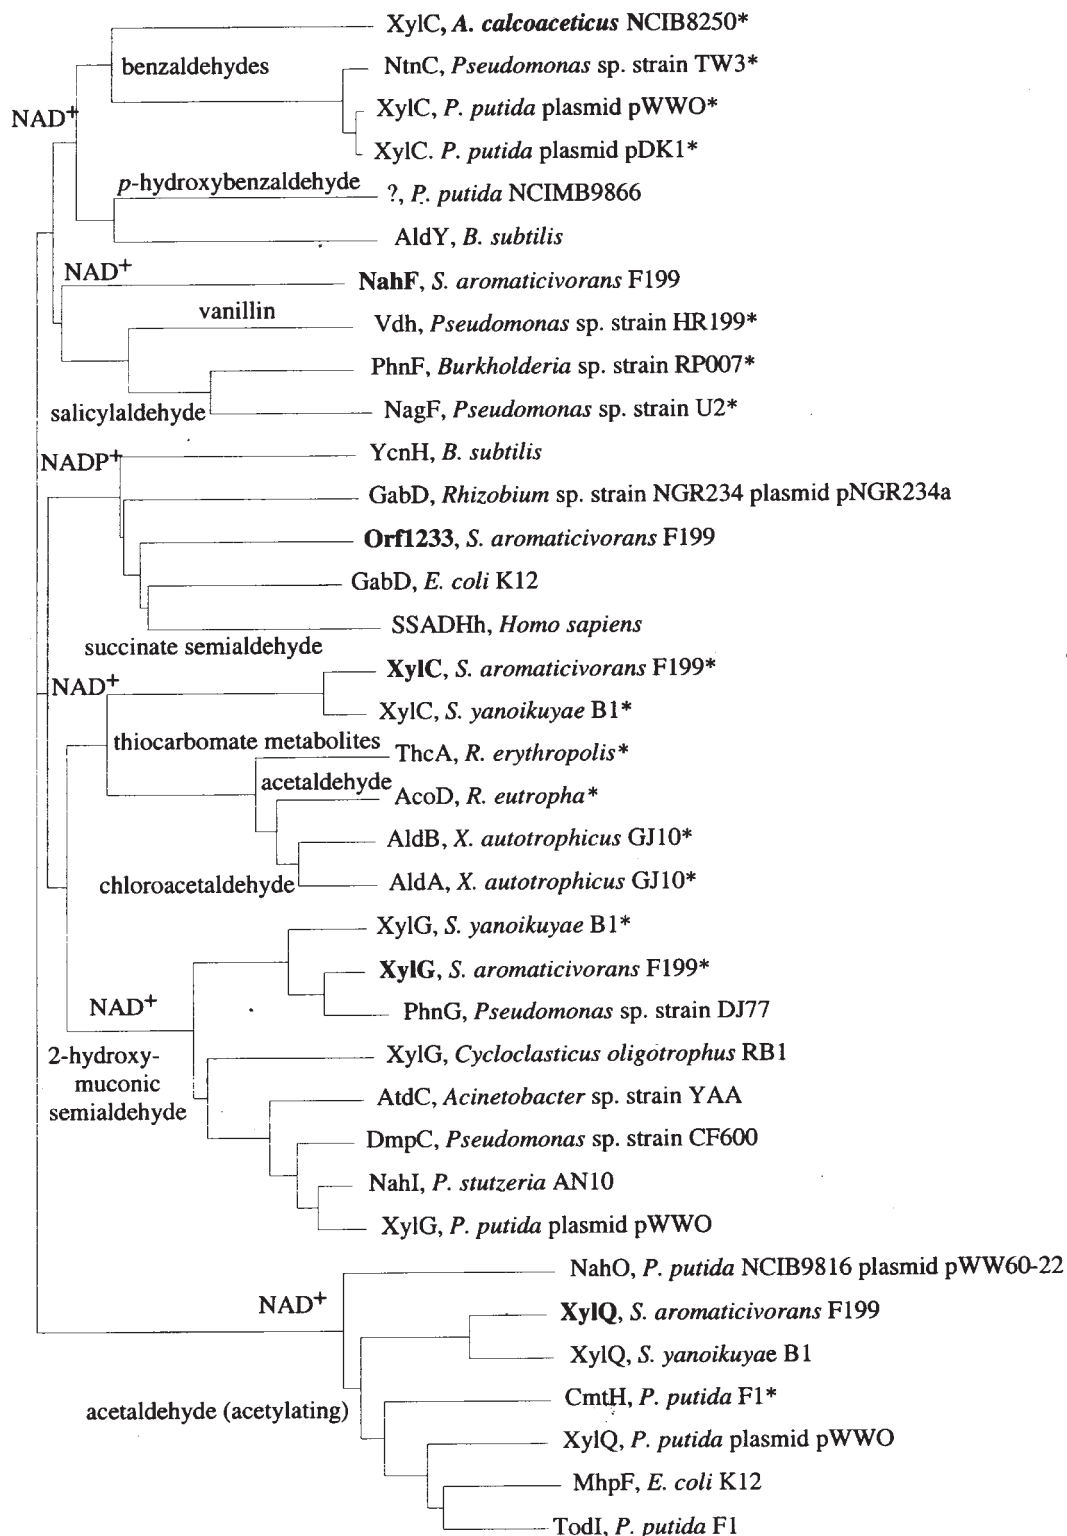 XylC, A. calcoaceticus NCIB8250*
benzaldehydes
NtnC, Pseudomonas sp. strain TW3*
NAD+
XylC, P. putida plasmid pWWO*
XylC. P. putida plasmid pDK1*
p-hydroxybenzaldehyde
?, P. putida NCIMB9866
AldY, B. subtilis
NAD+
NahF, S. aromaticivorans F199
vanillin
Vdh, Pseudomonas sp. strain HR199*
PhnF, Burkholderia sp. strain RP007*
salicylaldehyde
NagF, Pseudomonas sp. strain U2*
YcnH, B. subtilis
NADP+
GabD, Rhizobium sp. strain NGR234 plasmid pNGR234a
Orf1233, S. aromaticivorans F199
GabD, E. coli K12
SSADHh, Homo sapiens
succinate semialdehyde
XylC, S. aromaticivorans F199*
NAD+
XylC, S. yanoikuyae B1*
thiocarbomate metabolites
ThcA, R. erythropolis*
acetaldehyde
AcoD, R. eutropha*
AldB, X. autotrophicus GJ10*
chloroacetaldehyde
AldA, X. autotrophicus GJ10*
XylG, S. yanoikuyae B1*
XylG, S. aromaticivorans F199*
NAD+
PhnG, Pseudomonas sp. strain DJ77
2-hydroxy-
muconic
semialdehyde
XylG, Cycloclasticus oligotrophus RB1
AtdC, Acinetobacter sp. strain YAA
DmpC, Pseudomonas sp. strain CF600
NahI, P. stutzeria AN10
XylG, P. putida plasmid pWWO
NahO, P. putida NCIB9816 plasmid pWW60-22
NAD+
XylQ, S. aromaticivorans F199
XylQ, S. yanoikuyae B1
acetaldehyde (acetylating)
CmtH, P. putida F1*
XylQ, P. putida plasmid pWWO
MhpF, E. coli K12
TodI, P. putida F1